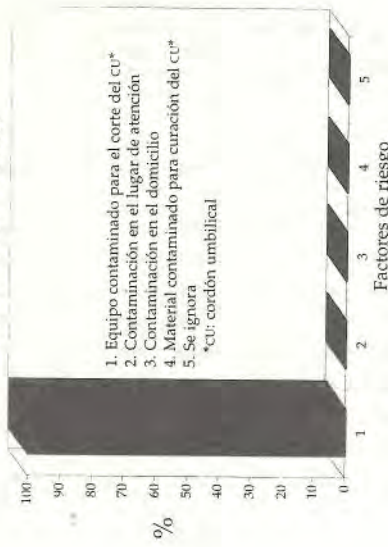 100
90
80
70
60
50
40
30
20
10
0
%
1. Equipo contaminado para el corte del CU*
2. Contaminación en el lugar de atención
3. Contaminación en el domicilio
4. Material contaminado para curación del CU*
5. Se ignora
*CU: cordón umbilical
1 2 3 4 5
Factores de riesgo